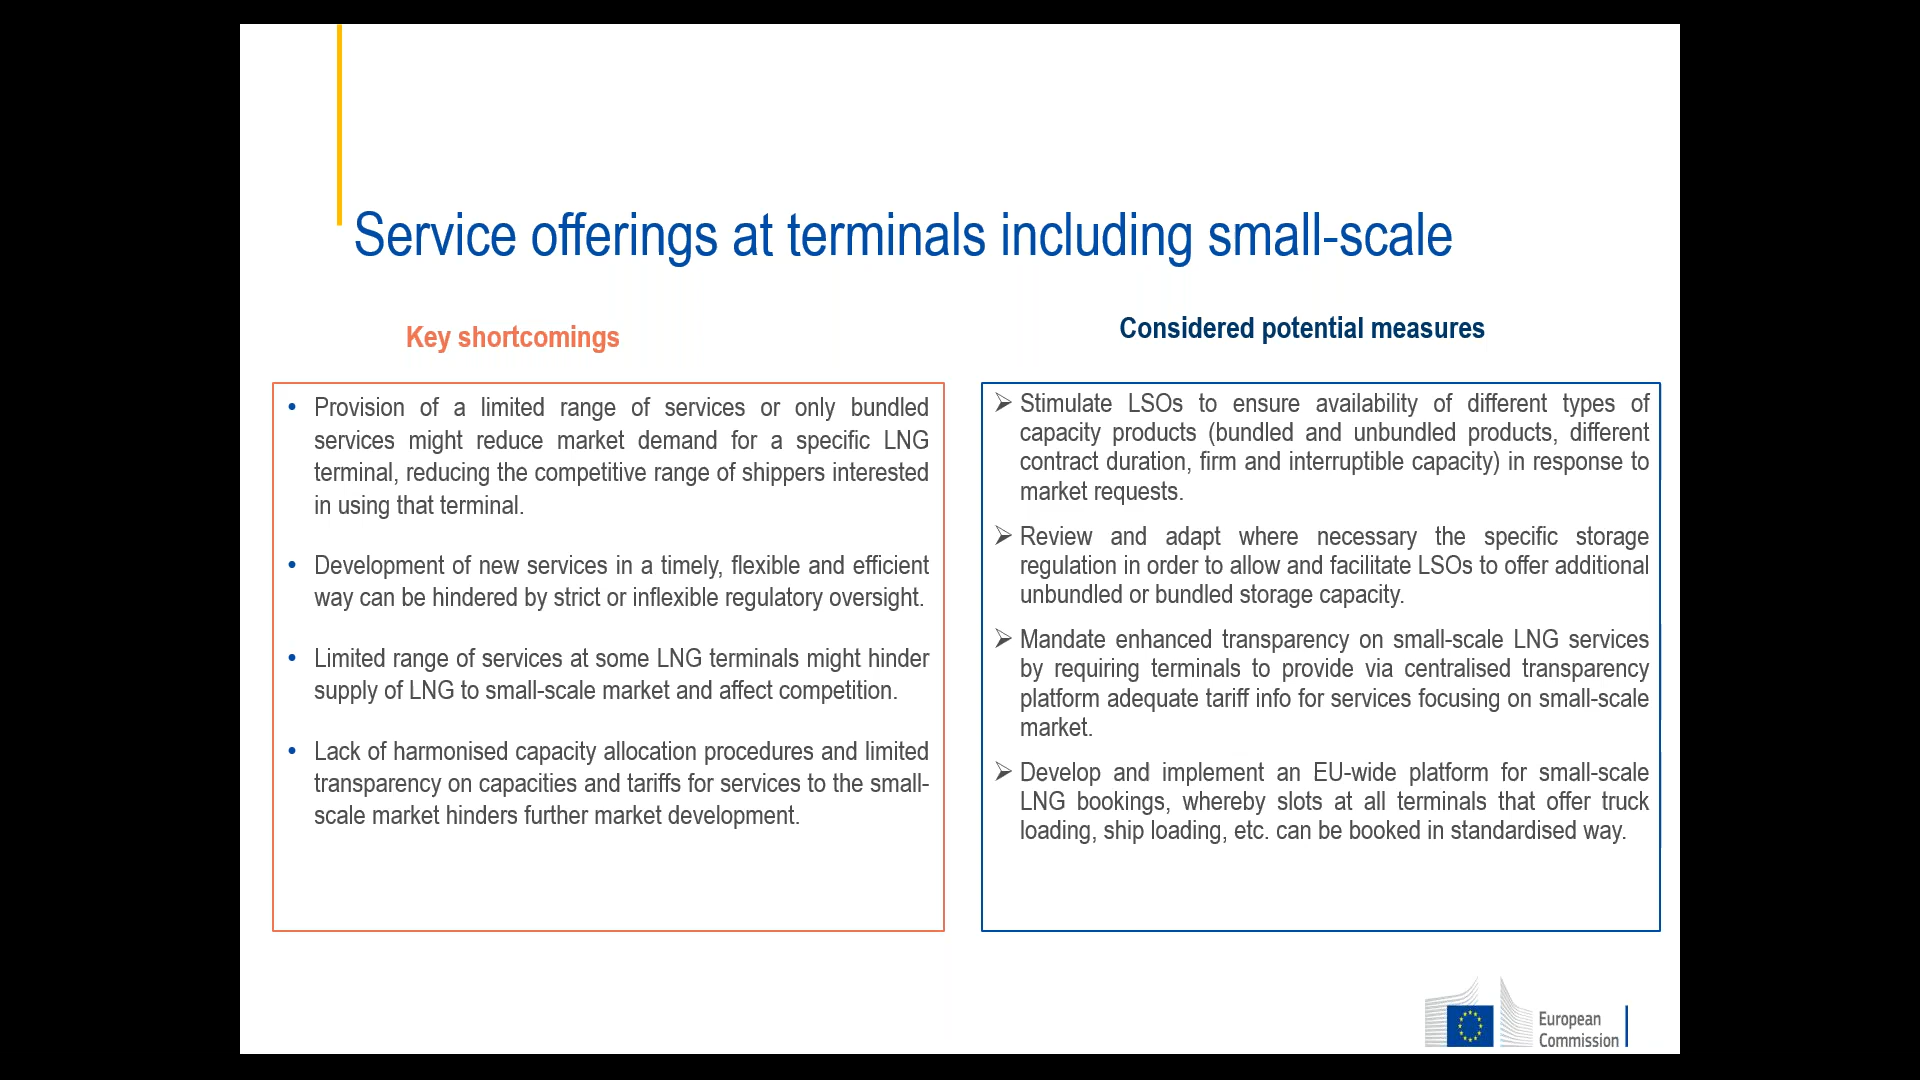 Service offerings at terminals including small-scale
Key shortcomings
• Provision of a limited range of services or only bundled
services might reduce market demand for a specific LNG
terminal, reducing the competitive range of shippers interested
in using that terminal.
• Development of new services in a timely, flexible and efficient
way can be hindered by strict or inflexible regulatory oversight.
• Limited range of services at some LNG terminals might hinder
supply of LNG to small-scale market and affect competition.
• Lack of harmonised capacity allocation procedures and limited
transparency on capacities and tariffs for services to the small-
scale market hinders further market development.
Considered potential measures
➢ Stimulate LSOs to ensure availability of different types of
capacity products (bundled and unbundled products, different
contract duration, firm and interruptible capacity) in response to
market requests.
➢ Review and adapt where necessary the specific storage
regulation in order to allow and facilitate LSOs to offer additional
unbundled or bundled storage capacity.
➢ Mandate enhanced transparency on small-scale LNG services
by requiring terminals to provide via centralised transparency
platform adequate tariff info for services focusing on small-scale
market.
➢ Develop and implement an EU-wide platform for small-scale
LNG bookings, whereby slots at all terminals that offer truck
loading, ship loading, etc. can be booked in standardised way.
European
Commission